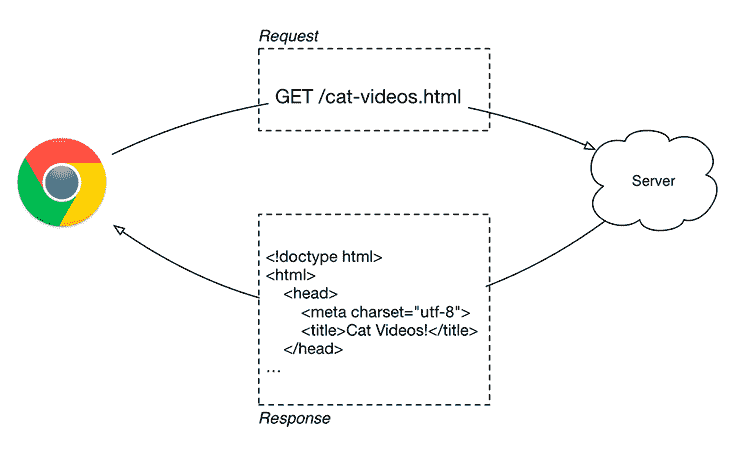 Request
GET /cat-videos.html
Server
<!doctype html>
<html>
<head>
<meta charset="utf-8">
<title>Cat Videos!</title>
</head>
...
Response